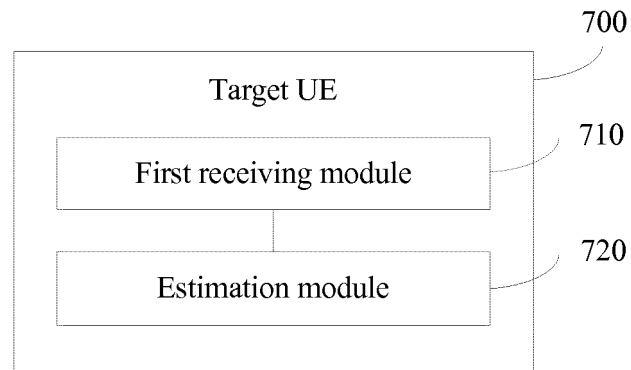 700
Target UE
710
First receiving module
720
Estimation module